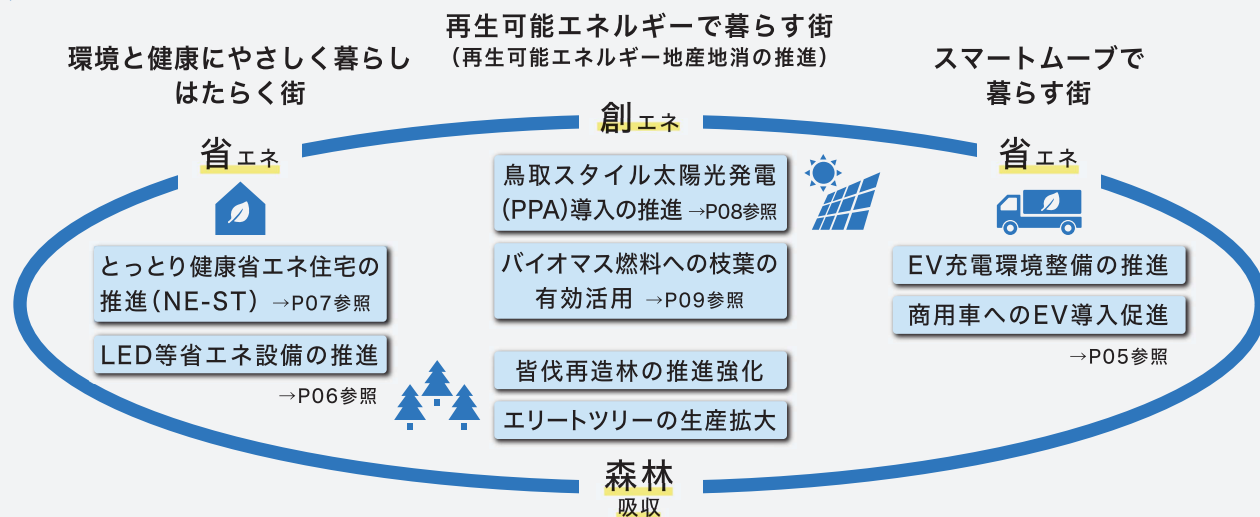 環境と健康にやさしく暮らし
はたらく街
省エネ
とっとり健康省エネ住宅の
推進(NE-ST) →P07参照
LED等省エネ設備の推進
→P06参照
再生可能エネルギーで暮らす街
(再生可能エネルギー地産地消の推進)
創エネ
鳥取スタイル太陽光発電
(PPA)導入の推進 →P08参照
バイオマス燃料への枝葉の
有効活用 →P09参照
皆伐再造林の推進強化
エリートツリーの生産拡大
森林
吸収
スマートムーブで
暮らす街
省エネ
EV充電環境整備の推進
商用車へのEV導入促進
→P05参照